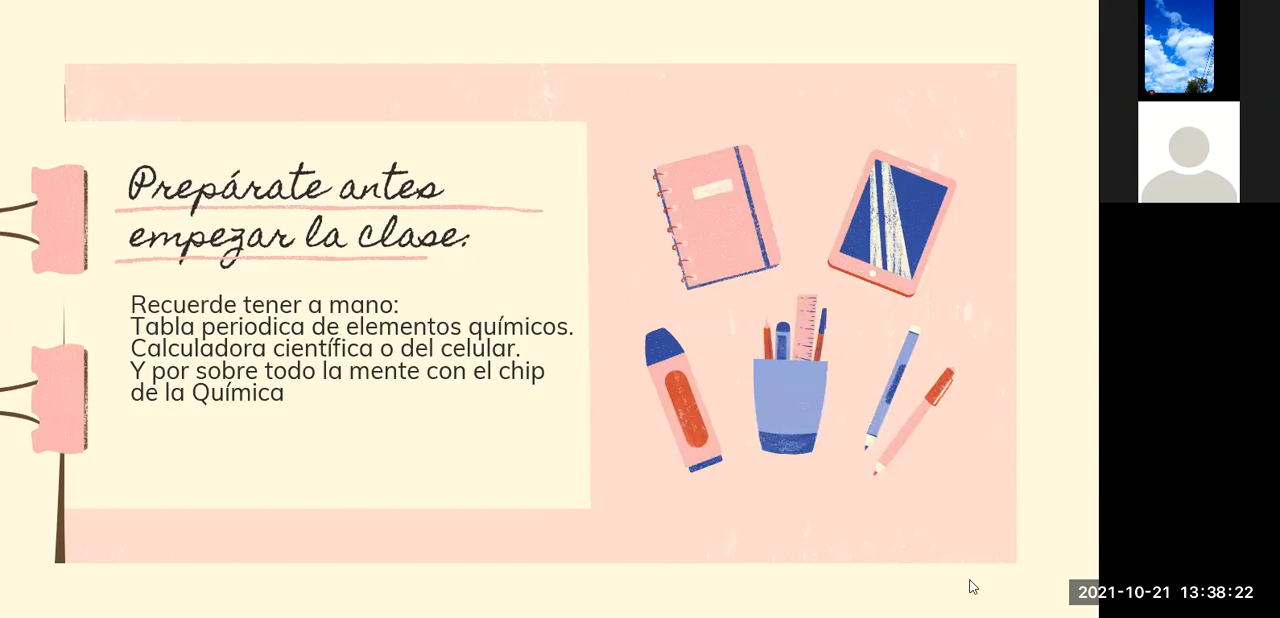 Prepárate antes
empezar la clase:
Recuerde tener a mano:
Tabla periodica de elementos químicos.
Calculadora científica o del celular.
Y por sobre todo la mente con el chip
de la Química
2021-10-21 13:38:22